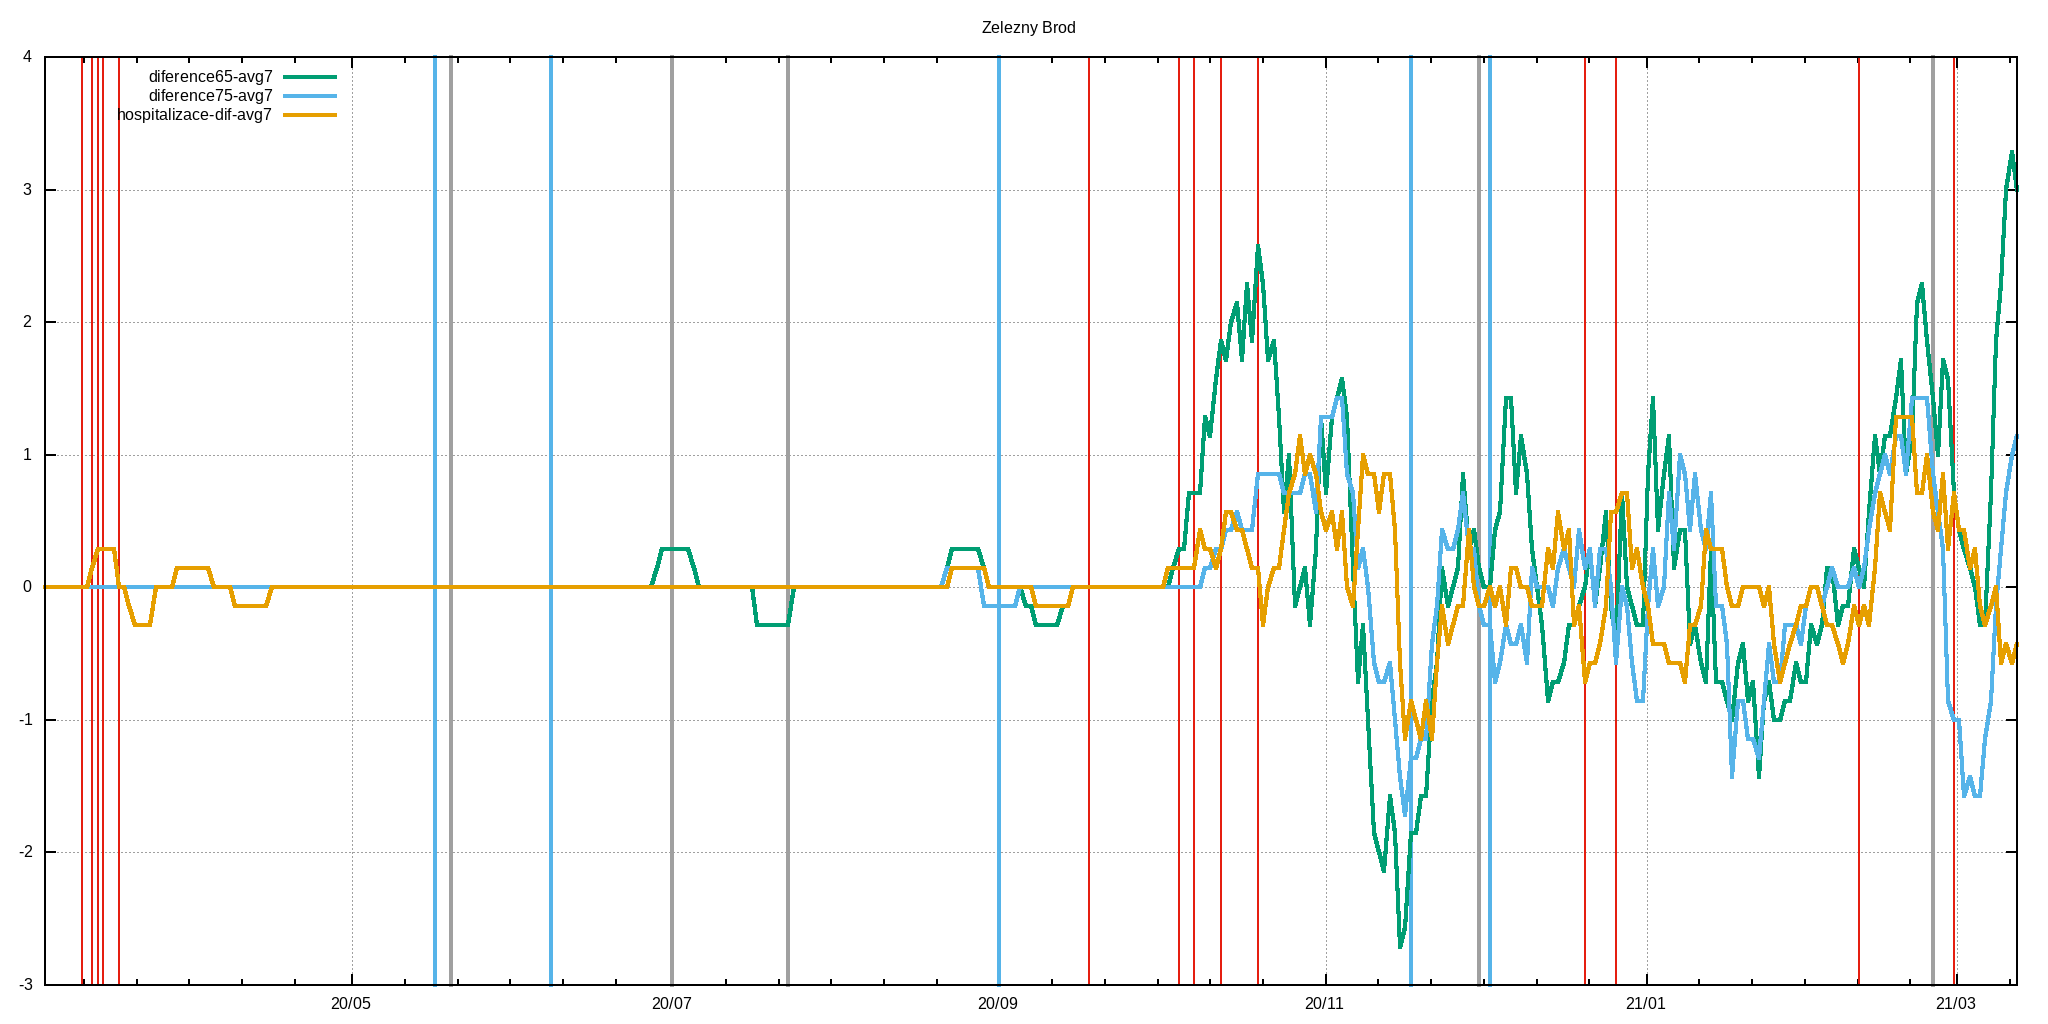 Zelezny Brod
4
diference65-avg7
diference75-avg7
hospitalizace-dif-avg7
3
2
1
0
-1
-2
-3
20/05 20/07 20/09 20/11 21/01 21/03